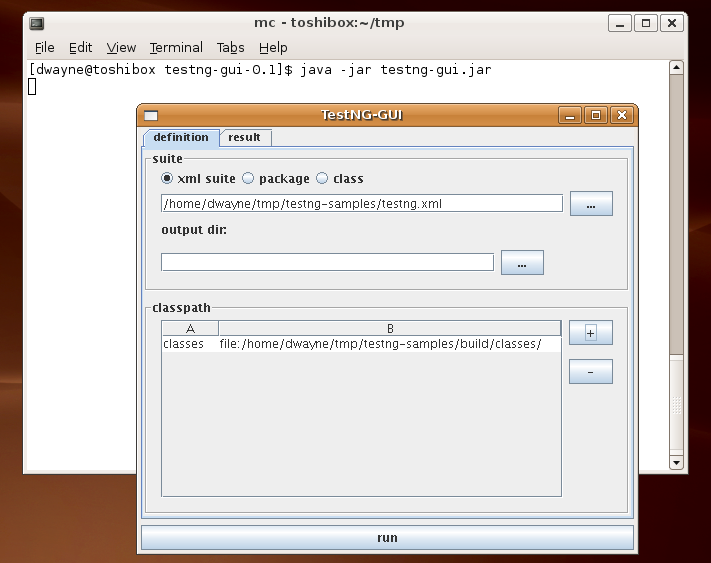 mc - toshibox:~/tmp
File Edit View Terminal Tabs Help
[dwayne@toshibox testng-gui-0.1]$ java -jar testng-gui.jar
TestNG-GUI
definition result
suite
xml suite package class
/home/dwayne/tmp/testng-samples/testng.xml ...
output dir:
...
classpath
A B
classes file:/home/dwayne/tmp/testng-samples/build/classes/
+
-
run